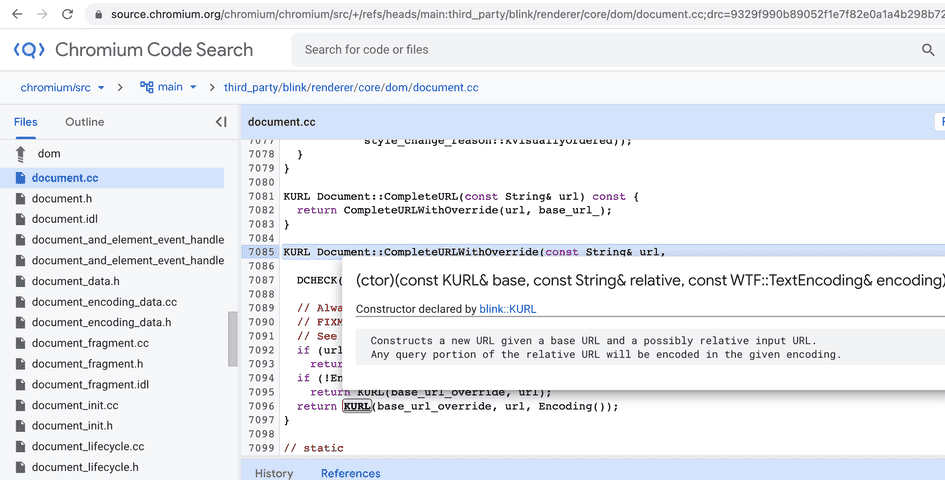 source.chromium.org/chromium/chromium/src/+/refs/heads/main:third_party/blink/renderer/core/dom/document.cc;drc=9329f990b89052f1e7f82e0a1a4b298b72
Chromium Code Search
Search for code or files
chromium/src
main
third_party/blink/renderer/core/dom/document.cc
Files
Outline
dom
document.cc
document.h
document.idl
document_and_element_event_handle
document_and_element_event_handle
document_data.h
document_encoding_data.cc
document_encoding_data.h
document_fragment.cc
document_fragment.h
document_fragment.idl
document_init.cc
document_init.h
document_lifecycle.cc
document_lifecycle.h
document.cc
7077 style_change_reason::kVisuallyOrdered));
7078 }
7079 }
7080
7081 KURL Document::CompleteURL(const String& url) const {
7082 return CompleteURLWithOverride(url, base_url_);
7083 }
7084
7085 KURL Document::CompleteURLWithOverride(const String& url,
7086
7087 DCHECK(
7088
7089 // Alwa
7090 // FIXM
7091 // See
7092 if (url
7093 retur
7094 if (!En
7095 return KURL(base_url_override, url);
7096 return KURL(base_url_override, url, Encoding());
7097 }
7098
7099 // static
(ctor)(const KURL& base, const String& relative, const WTF::TextEncoding& encoding)
Constructor declared by blink::KURL
Constructs a new URL given a base URL and a possibly relative input URL.
Any query portion of the relative URL will be encoded in the given encoding.
History
References